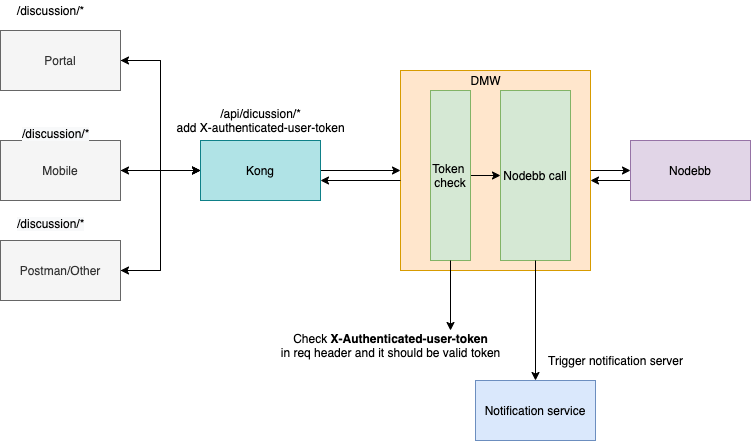 /discussion/*
Portal
/discussion/*
Mobile
/discussion/*
Postman/Other
/api/dicussion/*
add X-authenticated-user-token
Kong
DMW
Token
check
Nodebb call
Nodebb
Check X-Authenticated-user-token
in req header and it should be valid token
Trigger notification server
Notification service